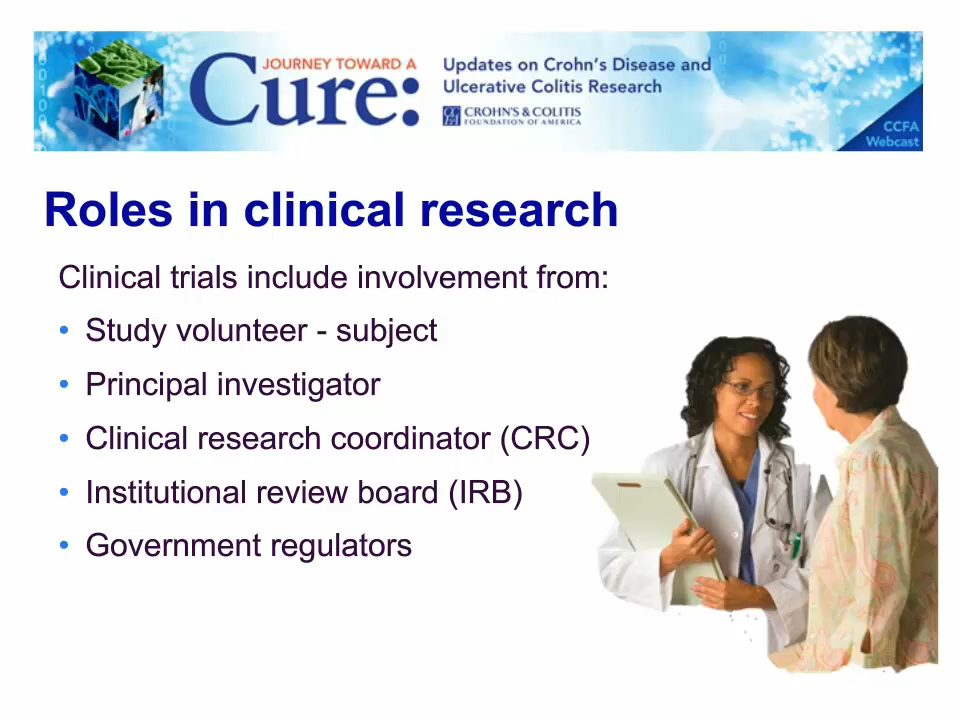 JOURNEY TOWARD A
Cure:
Updates on Crohn's Disease and
Ulcerative Colitis Research
CROHN'S & COLITIS
FOUNDATION OF AMERICA
CCFA
Webcast
Roles in clinical research
Clinical trials include involvement from:
• Study volunteer - subject
• Principal investigator
• Clinical research coordinator (CRC)
• Institutional review board (IRB)
• Government regulators